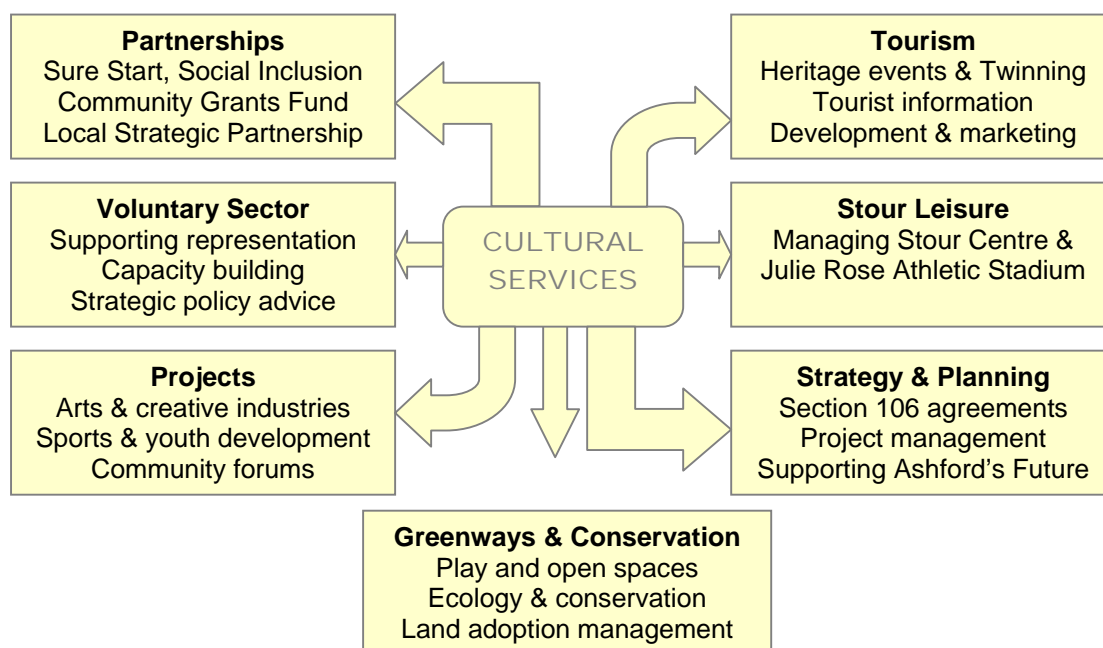 Partnerships
Sure Start, Social Inclusion
Community Grants Fund
Local Strategic Partnership
Tourism
Heritage events & Twinning
Tourist information
Development & marketing
Voluntary Sector
Supporting representation
Capacity building
Strategic policy advice
CULTURAL
SERVICES
Stour Leisure
Managing Stour Centre &
Julie Rose Athletic Stadium
Projects
Arts & creative industries
Sports & youth development
Community forums
Strategy & Planning
Section 106 agreements
Project management
Supporting Ashford's Future
Greenways & Conservation
Play and open spaces
Ecology & conservation
Land adoption management